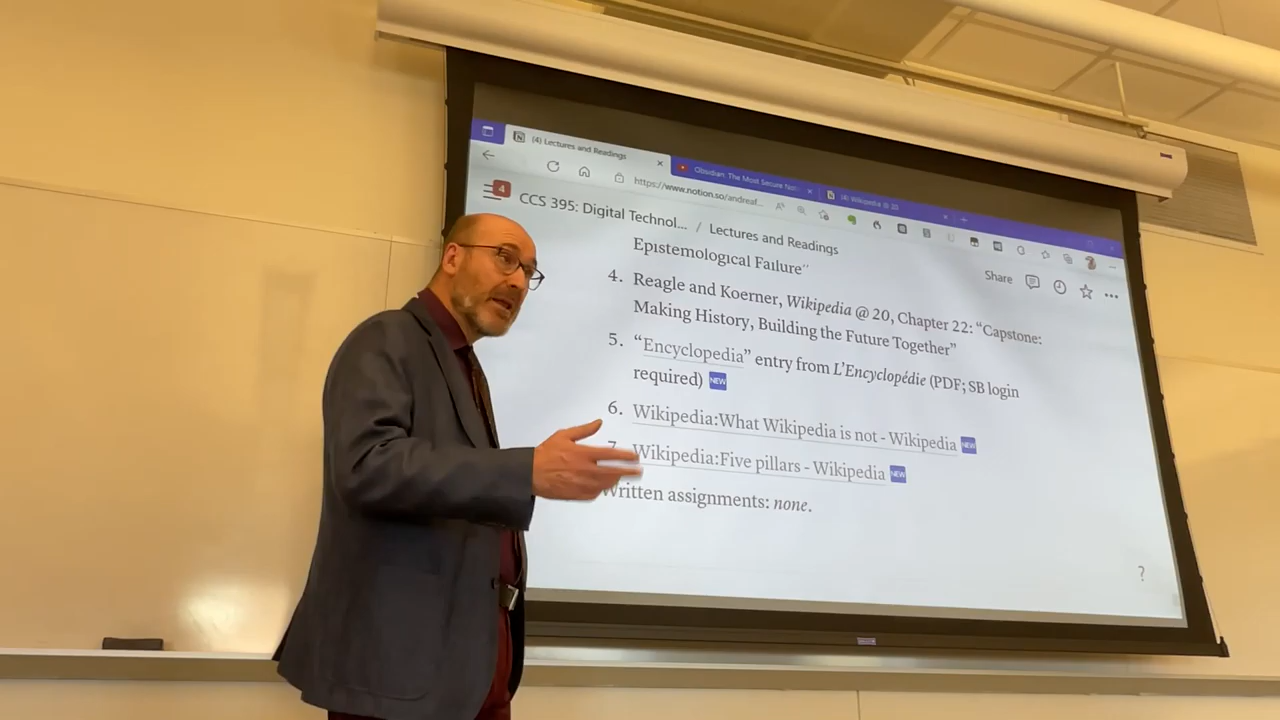 (4) Lectures and Readings
Obsidian: The Most Secure Note
(4) Wikipedia @ 20
https://www.notion.so/andreaf...
4
CCS 395: Digital Technol... / Lectures and Readings
Share
Epistemological Failure”
4. Reagle and Koerner, Wikipedia @ 20, Chapter 22: “Capstone:
Making History, Building the Future Together”
5. “Encyclopedia” entry from L’Encyclopédie (PDF; SB login
required) NEW
6. Wikipedia:What Wikipedia is not - Wikipedia NEW
7. Wikipedia:Five pillars - Wikipedia NEW
Written assignments: none.
?